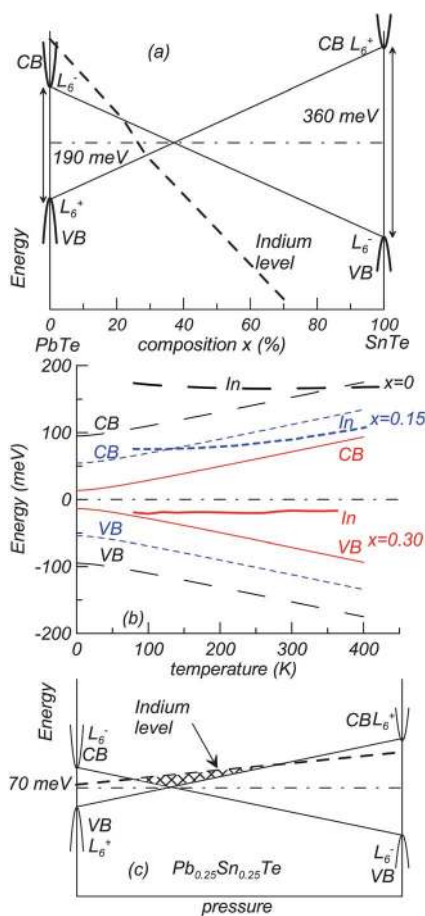 (a)
CB L₆⁺
CB
L₆⁻
360 meV
190 meV
Energy
L₆⁺
VB
Indium
level
L₆⁻
VB
0 20 40 60 80 100
PbTe composition x (%) SnTe
200
In x=0
100
CB
In x=0.15
CB
CB
Energy (meV)
0
In
VB
VB x=0.30
-100
VB
(b)
-200
0 100 200 300 400
temperature (K)
Energy
Indium
level
L₆⁻
CB
CB L₆⁺
70 meV
VB
L₆⁺
L₆⁻
VB
(c) Pb₀.₂₅Sn₀.₂₅Te
pressure